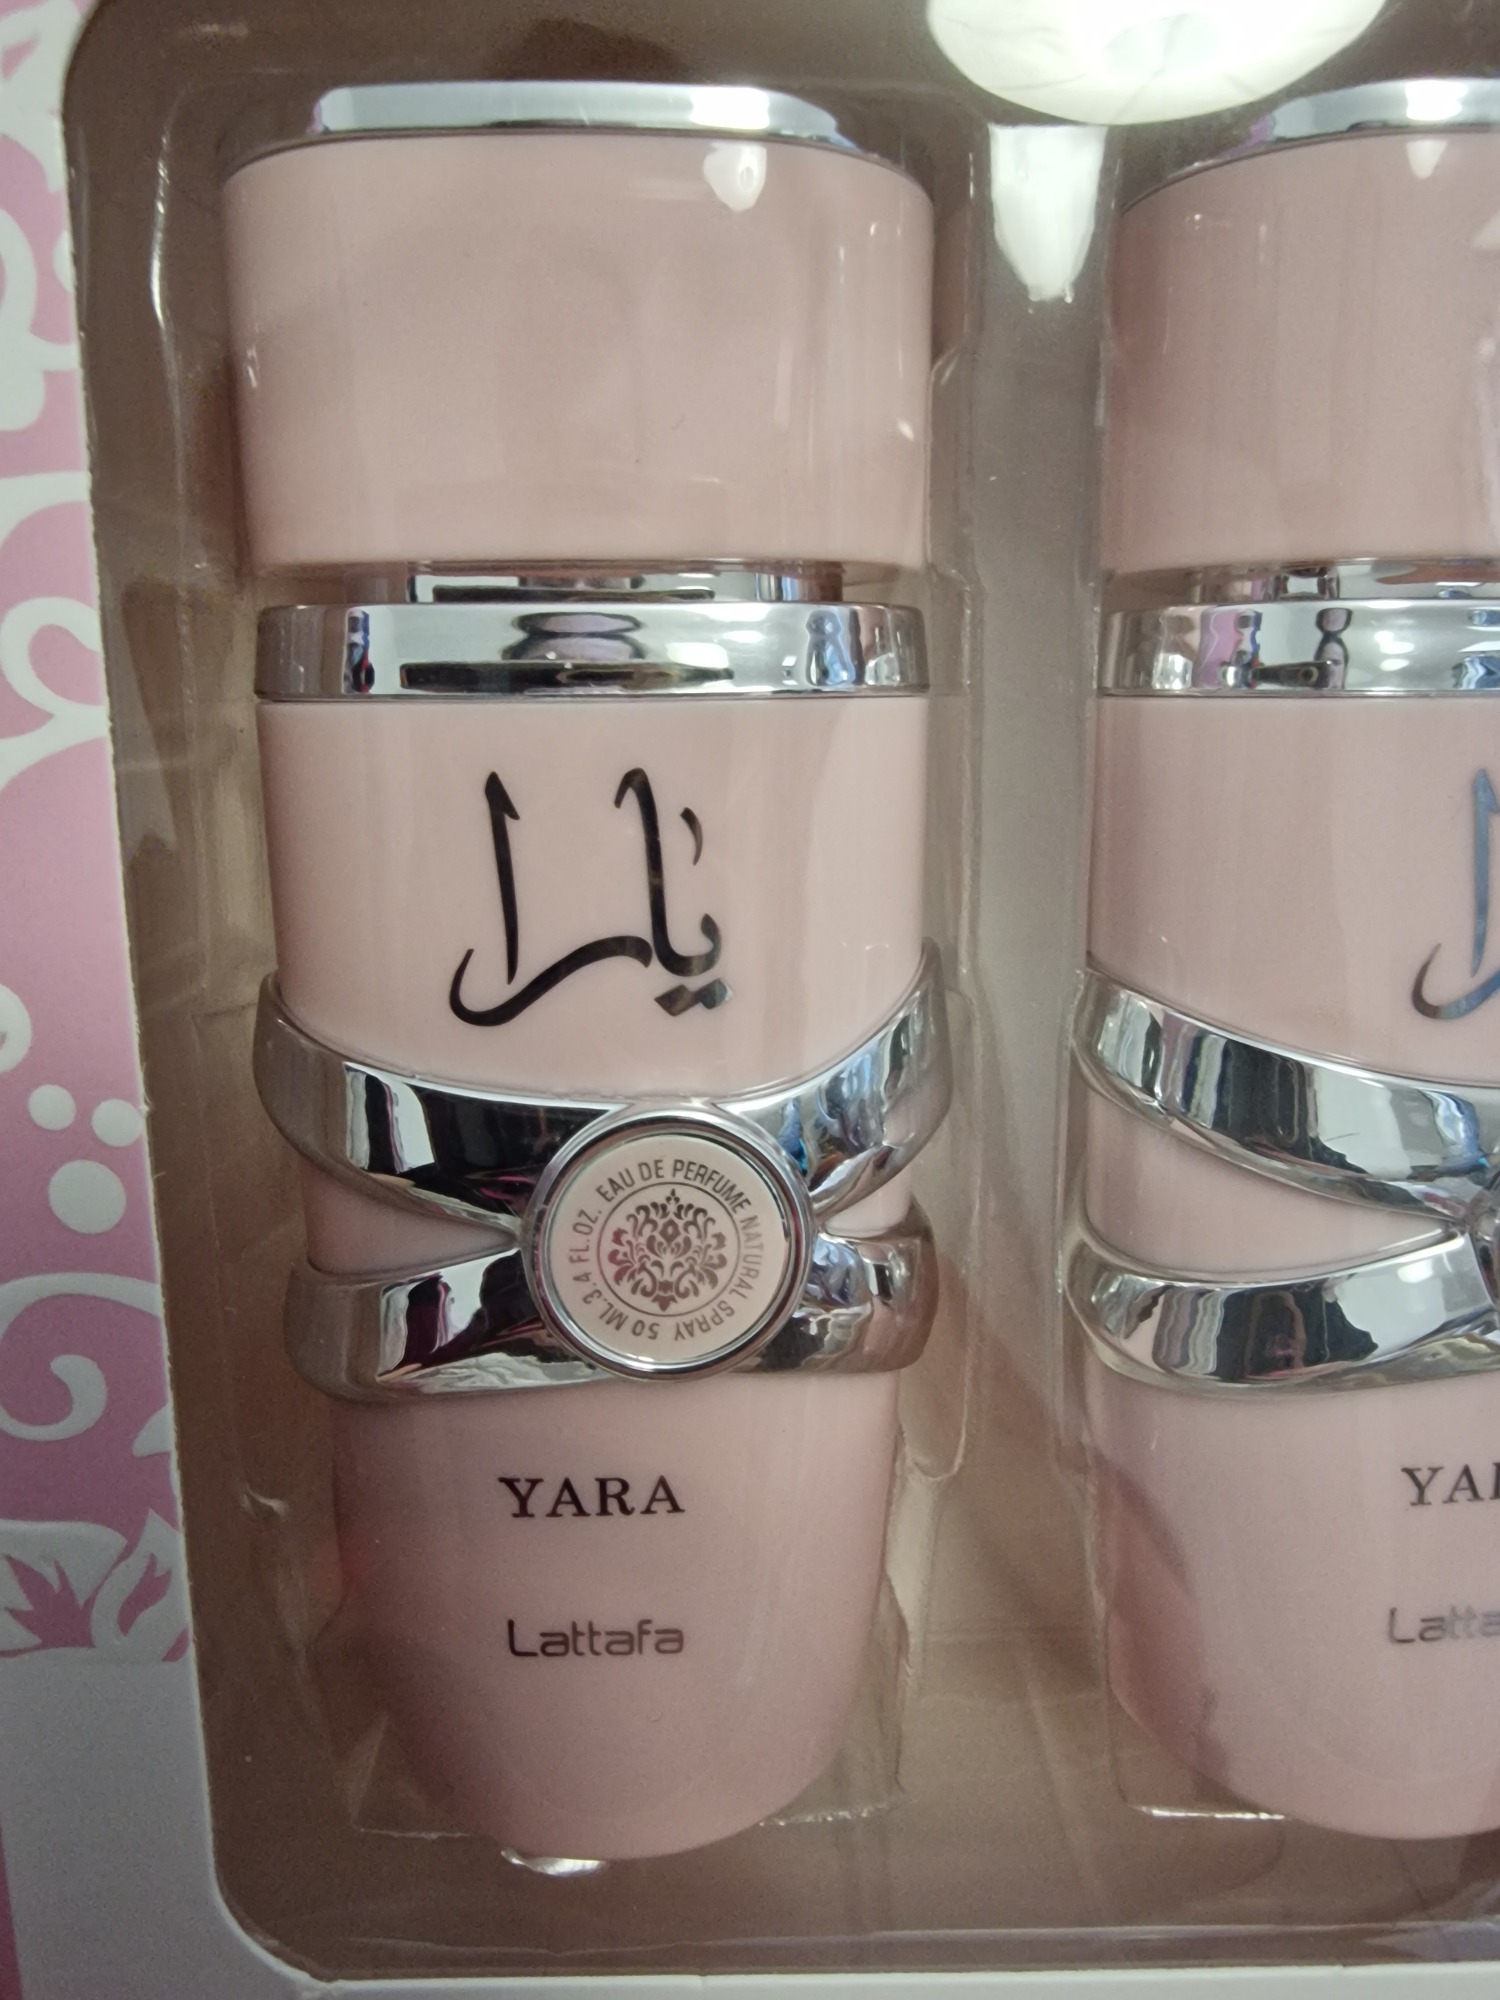 يارا
EAU DE PERFUME NATURAL SPRAY 50 ML.3.4 FL.OZ.
YARA
Lattafa